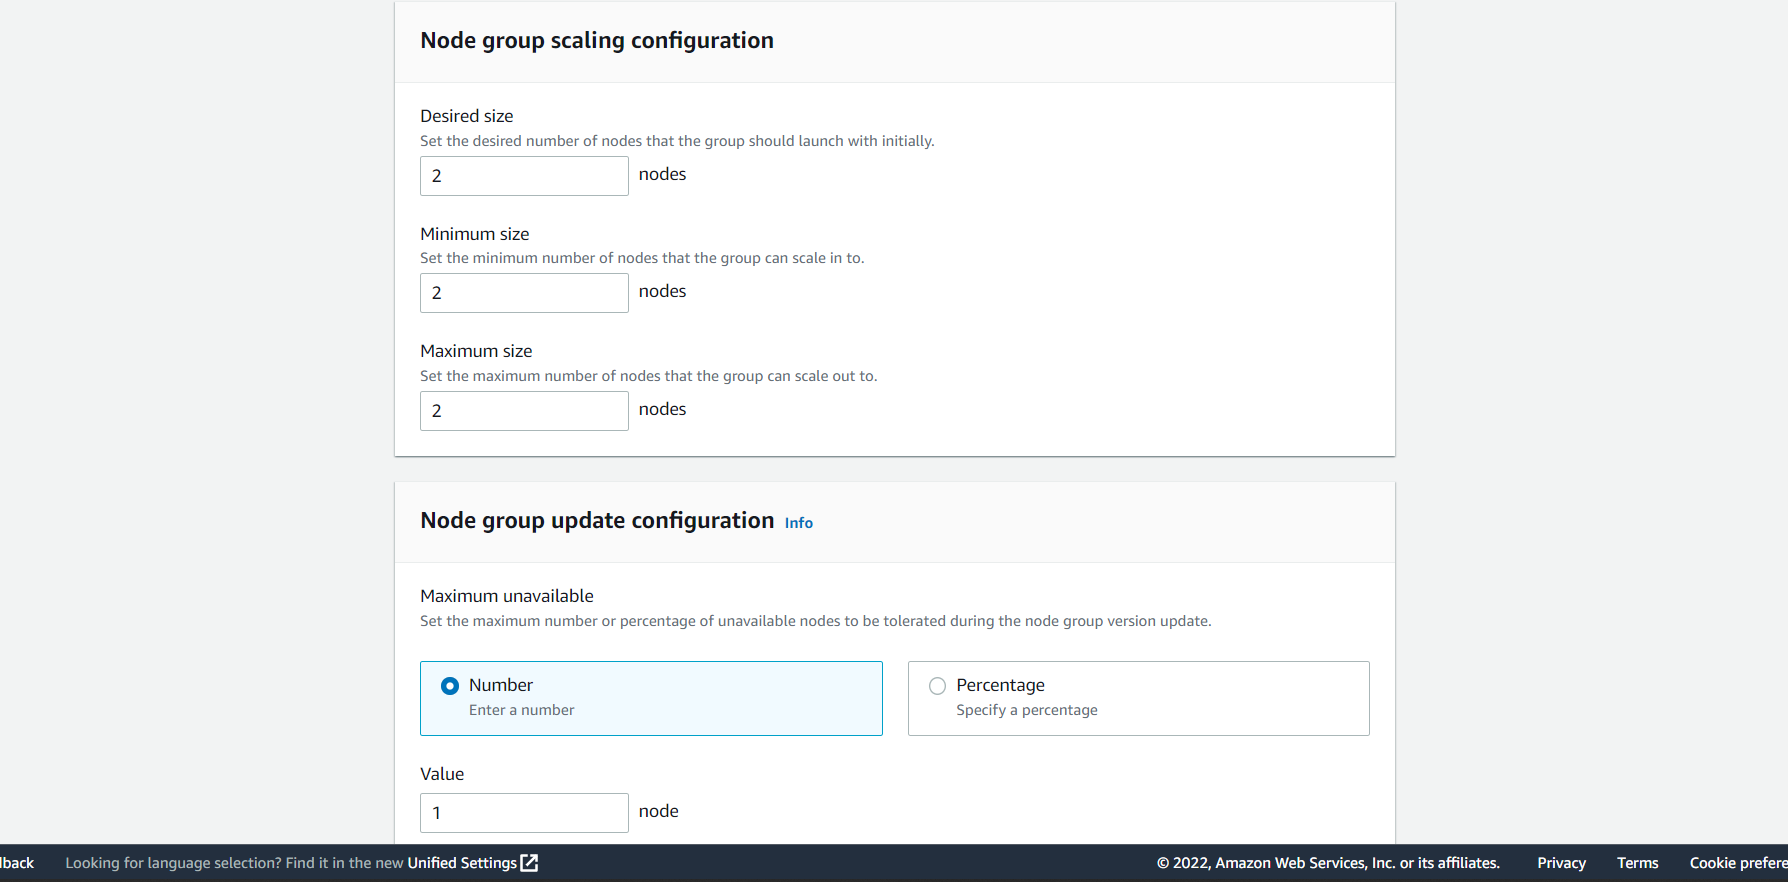 Node group scaling configuration
Desired size
Set the desired number of nodes that the group should launch with initially.
2 nodes
Minimum size
Set the minimum number of nodes that the group can scale in to.
2 nodes
Maximum size
Set the maximum number of nodes that the group can scale out to.
2 nodes
Node group update configuration Info
Maximum unavailable
Set the maximum number or percentage of unavailable nodes to be tolerated during the node group version update.
Number
Enter a number
Percentage
Specify a percentage
Value
1 node
lback Looking for language selection? Find it in the new Unified Settings © 2022, Amazon Web Services, Inc. or its affiliates. Privacy Terms Cookie prefere